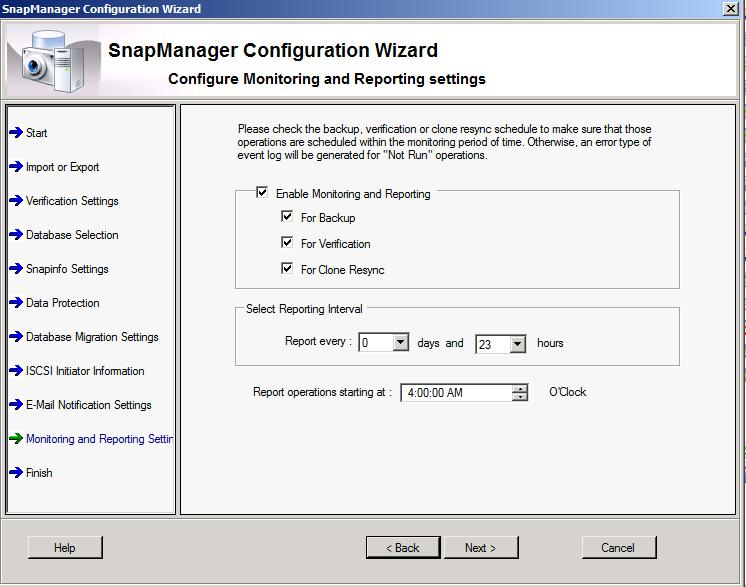 SnapManager Configuration Wizard
SnapManager Configuration Wizard
Configure Monitoring and Reporting settings
Start
Import or Export
Verification Settings
Database Selection
Snapinfo Settings
Data Protection
Database Migration Settings
ISCSI Initiator Information
E-Mail Notification Settings
Monitoring and Reporting Settin
Finish
Please check the backup, verification or clone resync schedule to make sure that those
operations are scheduled within the monitoring period of time. Otherwise, an error type of
event log will be generated for "Not Run" operations.
Enable Monitoring and Reporting
For Backup
For Verification
For Clone Resync
Select Reporting Interval
Report every : 0 days and 23 hours
Report operations starting at : 4:00:00 AM O'Clock
Help < Back Next > Cancel